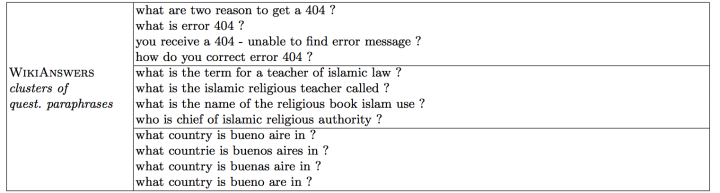 WIKIANSWERS
clusters of
quest. paraphrases
what are two reason to get a 404 ?
what is error 404 ?
you receive a 404 - unable to find error message ?
how do you correct error 404 ?
what is the term for a teacher of islamic law ?
what is the islamic religious teacher called ?
what is the name of the religious book islam use ?
who is chief of islamic religious authority ?
what country is bueno aire in ?
what countrie is buenos aires in ?
what country is buenas aire in ?
what country is bueno are in ?